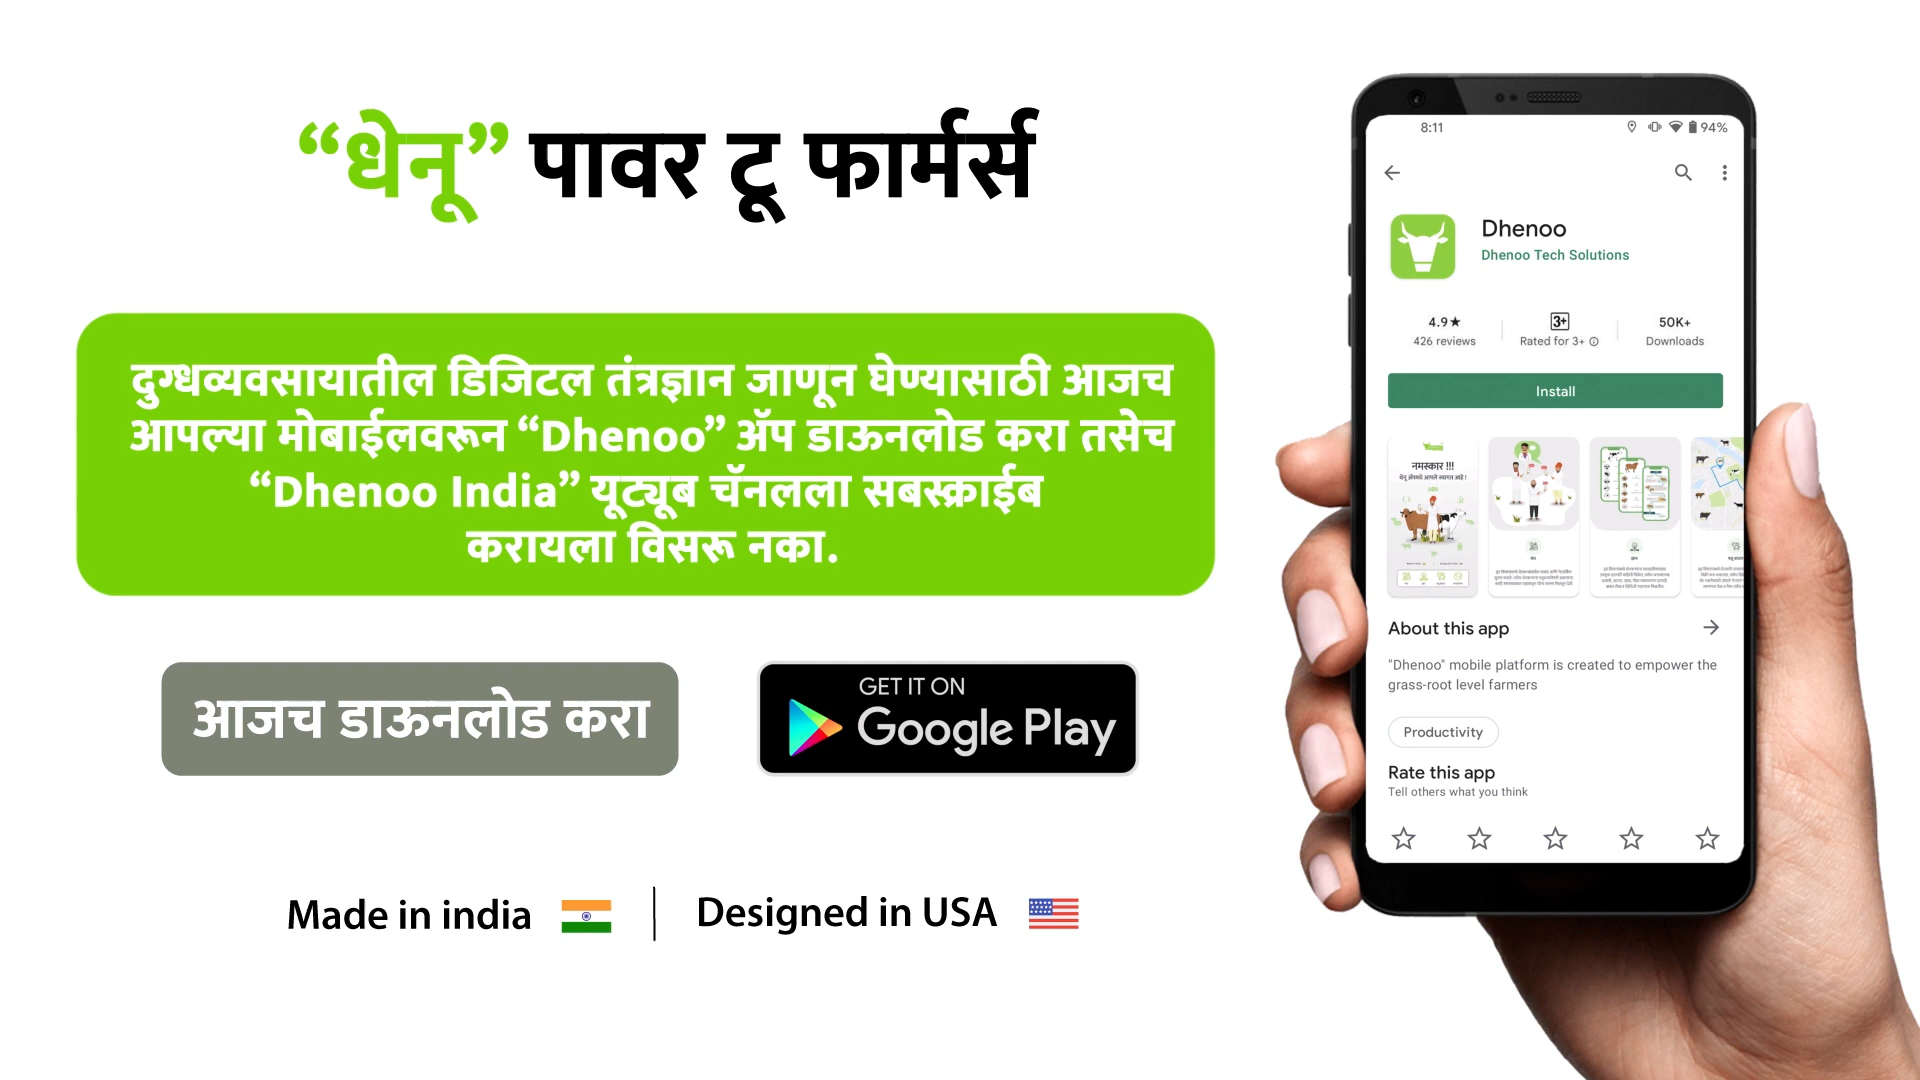 “धेनू” पावर टू फार्मर्स
दुग्धव्यवसायातील डिजिटल तंत्रज्ञान जाणून घेण्यासाठी आजच
आपल्या मोबाईलवरून “Dhenoo” ॲप डाऊनलोड करा तसेच
“Dhenoo India” यूट्यूब चॅनलला सबस्क्राईब
करायला विसरू नका.
आजच डाऊनलोड करा
GET IT ON
Google Play
Made in india
Designed in USA
8:11
94%
Dhenoo
Dhenoo Tech Solutions
4.9★
426 reviews
3+
Rated for 3+
50K+
Downloads
Install
नमस्कार !!!
About this app
"Dhenoo" mobile platform is created to empower the
grass-root level farmers
Productivity
Rate this app
Tell others what you think